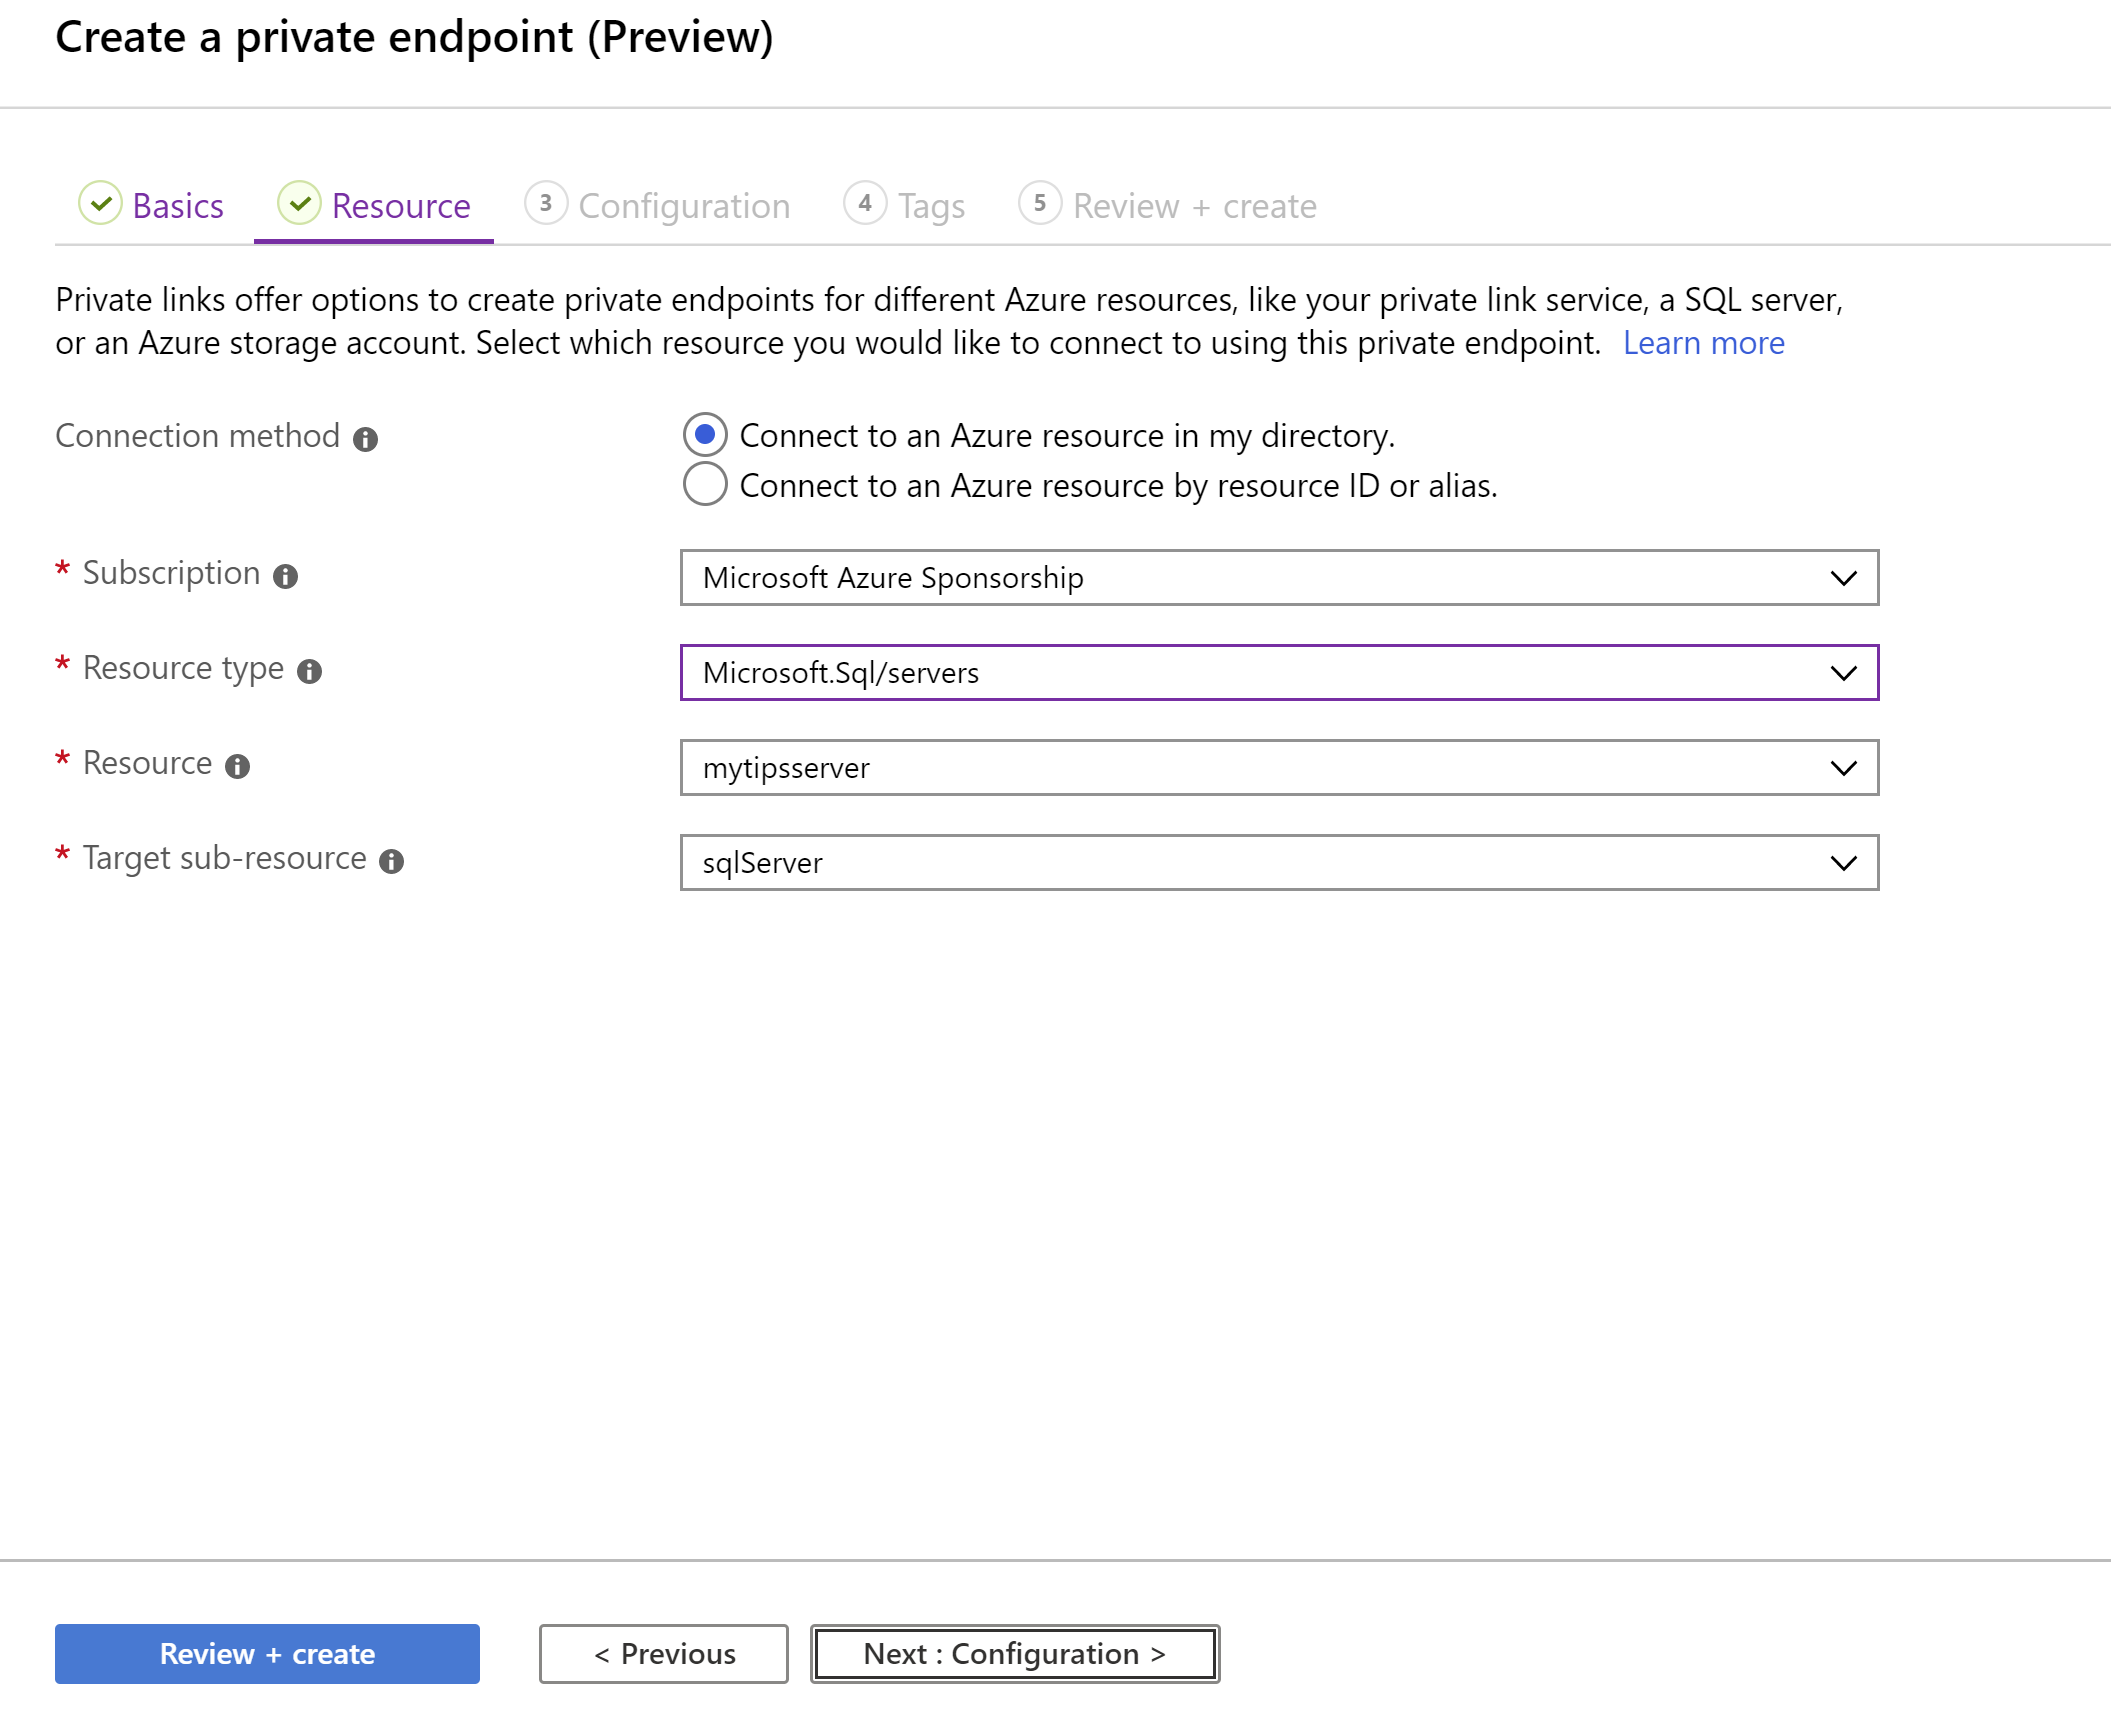 Create a private endpoint (Preview)
Basics
Resource
3 Configuration
4 Tags
5 Review + create
Private links offer options to create private endpoints for different Azure resources, like your private link service, a SQL server,
or an Azure storage account. Select which resource you would like to connect to using this private endpoint. Learn more
Connection method
Connect to an Azure resource in my directory.
Connect to an Azure resource by resource ID or alias.
* Subscription
Microsoft Azure Sponsorship
* Resource type
Microsoft.Sql/servers
* Resource
mytipsserver
* Target sub-resource
sqlServer
Review + create
< Previous
Next : Configuration >